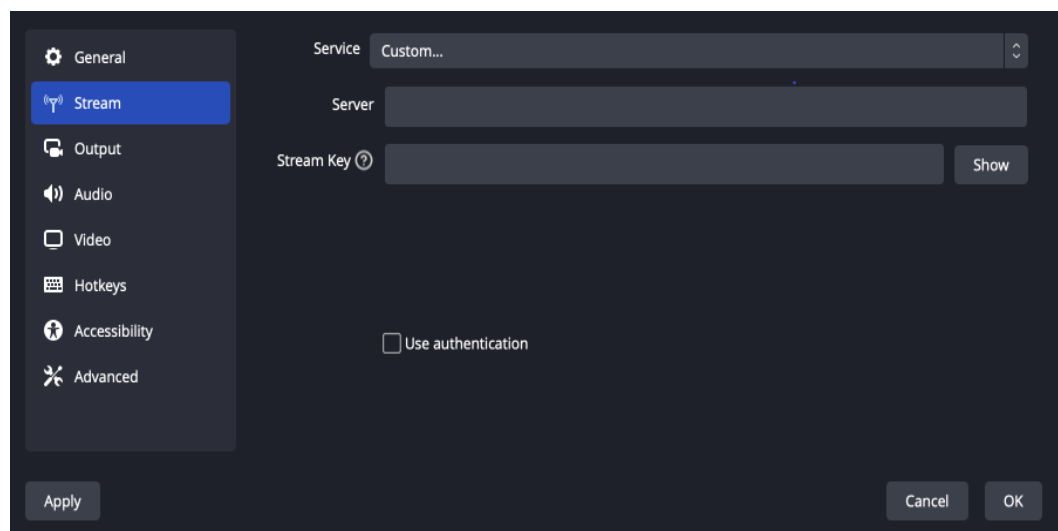 General
Stream
Output
Audio
Video
Hotkeys
Accessibility
Advanced
Service Custom...
Server
Stream Key ? Show
Use authentication
Apply Cancel OK